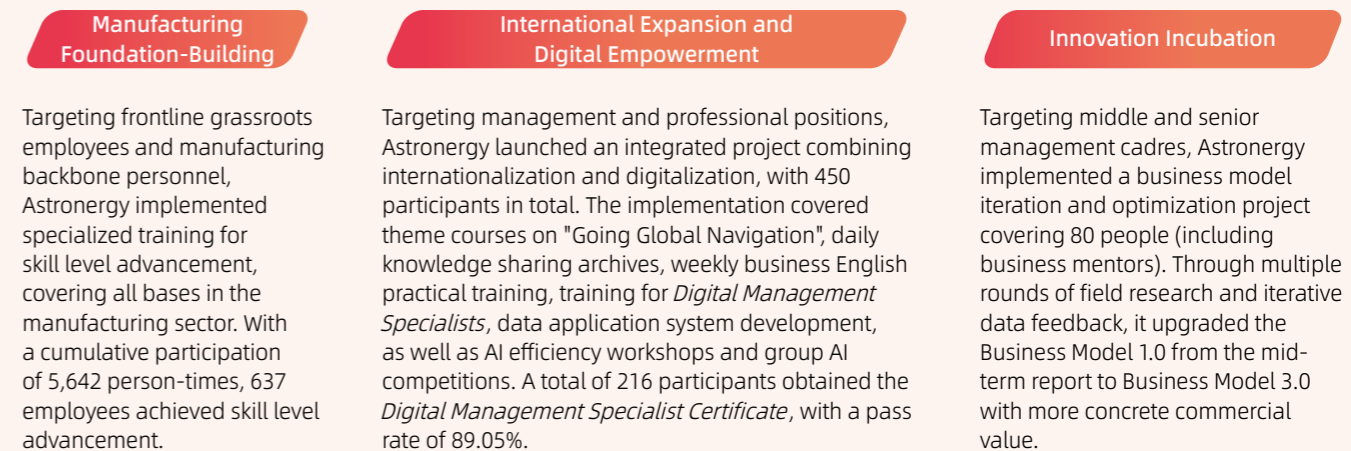 Manufacturing
Foundation-Building
Targeting frontline grassroots
employees and manufacturing
backbone personnel,
Astronergy implemented
specialized training for
skill level advancement,
covering all bases in the
manufacturing sector. With
a cumulative participation
of 5,642 person-times, 637
employees achieved skill level
advancement.
International Expansion and
Digital Empowerment
Targeting management and professional positions,
Astronergy launched an integrated project combining
internationalization and digitalization, with 450
participants in total. The implementation covered
theme courses on "Going Global Navigation", daily
knowledge sharing archives, weekly business English
practical training, training for Digital Management
Specialists, data application system development,
as well as AI efficiency workshops and group AI
competitions. A total of 216 participants obtained the
Digital Management Specialist Certificate, with a pass
rate of 89.05%.
Innovation Incubation
Targeting middle and senior
management cadres, Astronergy
implemented a business model
iteration and optimization project
covering 80 people (including
business mentors). Through multiple
rounds of field research and iterative
data feedback, it upgraded the
Business Model 1.0 from the mid-
term report to Business Model 3.0
with more concrete commercial
value.